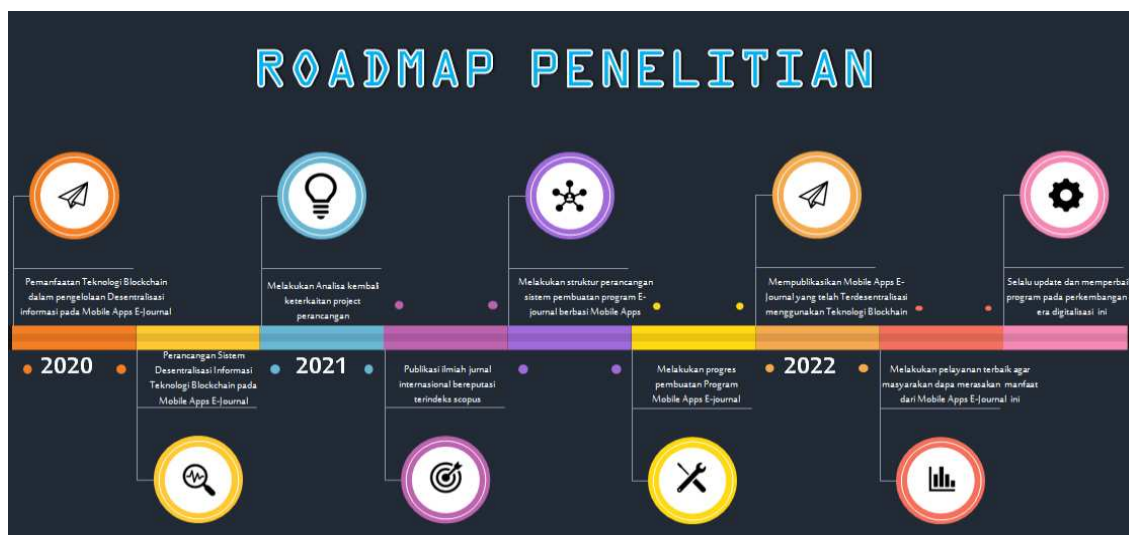 ROADMAP PENELITIAN
Pemanfaatan Teknologi Blockchain
dalam pengelolaan Desentralisasi
informasi pada Mobile Apps E-Journal
2020
Perancangan Sistem
Desentralisasi Informasi
Teknologi Blockchain pada
Mobile Apps E-Journal
Melakukan Analisa kembali
keterkaitan project
perancangan
2021
Publikasi ilmiah jurnal
internasional bereputasi
terindeks scopus
Melakukan struktur perancangan
sistem pembuatan program E-
journal berbasi Mobile Apps
Melakukan progres
pembuatan Program
Mobile Apps E-journal
Mempublikasikan Mobile Apps E-
Journal yang telah Terdesentralisasi
menggunakan Teknologi Blockhain
2022
Melakukan pelayanan terbaik agar
masyarakan dapa merasakan manfaat
dari Mobile Apps E-Journal ini
Selalu update dan memperbai
program pada perkembangan
era digitalisasi ini